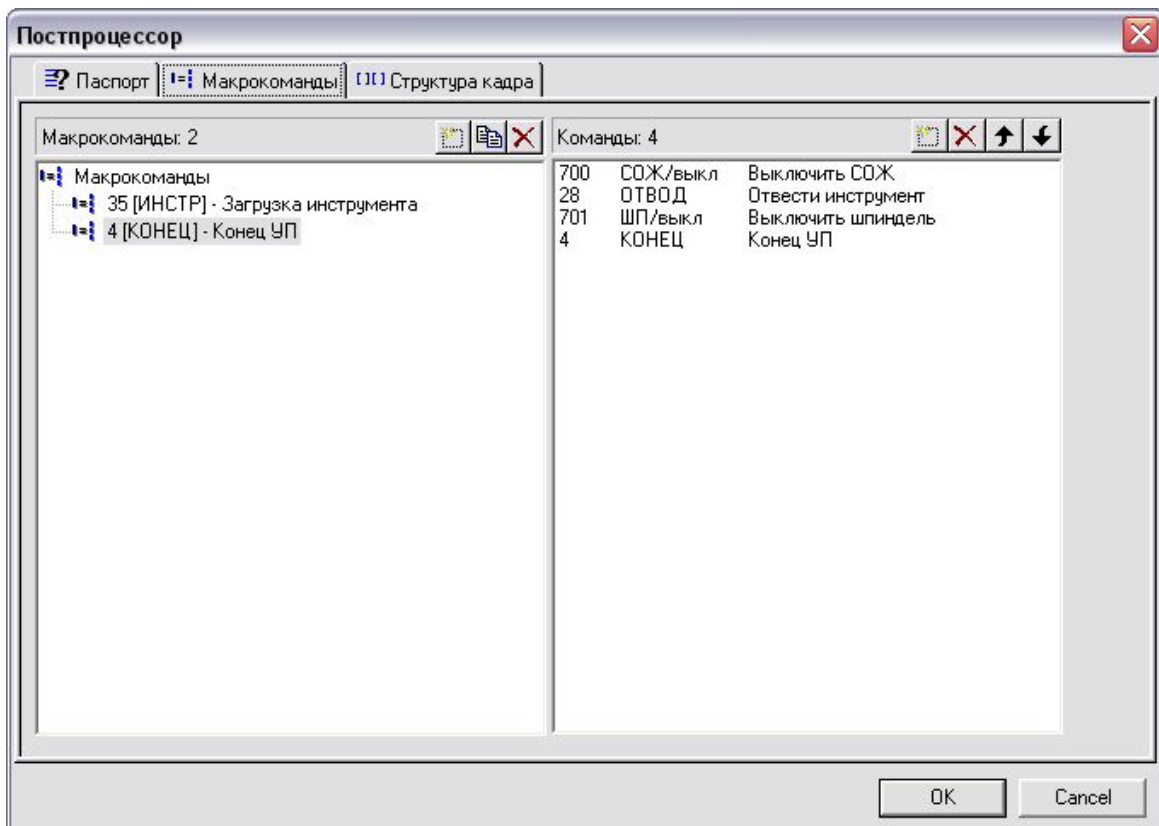 Постпроцессор
Паспорт Макрокоманды Структура кадра
Макрокоманды: 2
Макрокоманды
35 [ИНСТР] - Загрузка инструмента
4 [КОНЕЦ] - Конец УП
Команды: 4
700 СОЖ/выкл Выключить СОЖ
28 ОТВОД Отвести инструмент
701 ШП/выкл Выключить шпиндель
4 КОНЕЦ Конец УП
OK Cancel